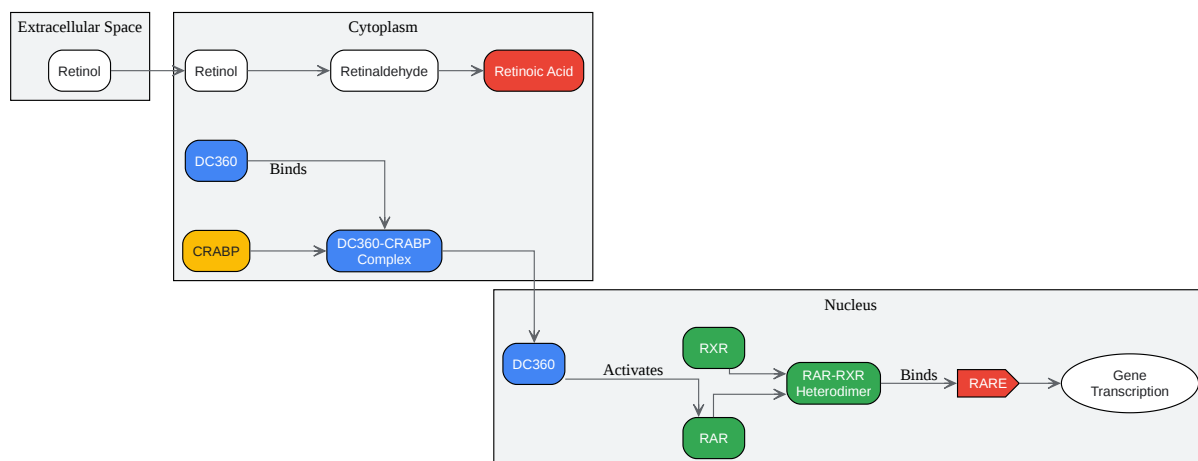 Extracellular Space
Cytoplasm
Retinol
Retinol
Retinaldehyde
Retinoic Acid
DC360
Binds
CRABP
DC360-CRABP
Complex
Nucleus
DC360
Activates
RXR
RAR
RAR-RXR
Heterodimer
Binds
RARE
Gene
Transcription